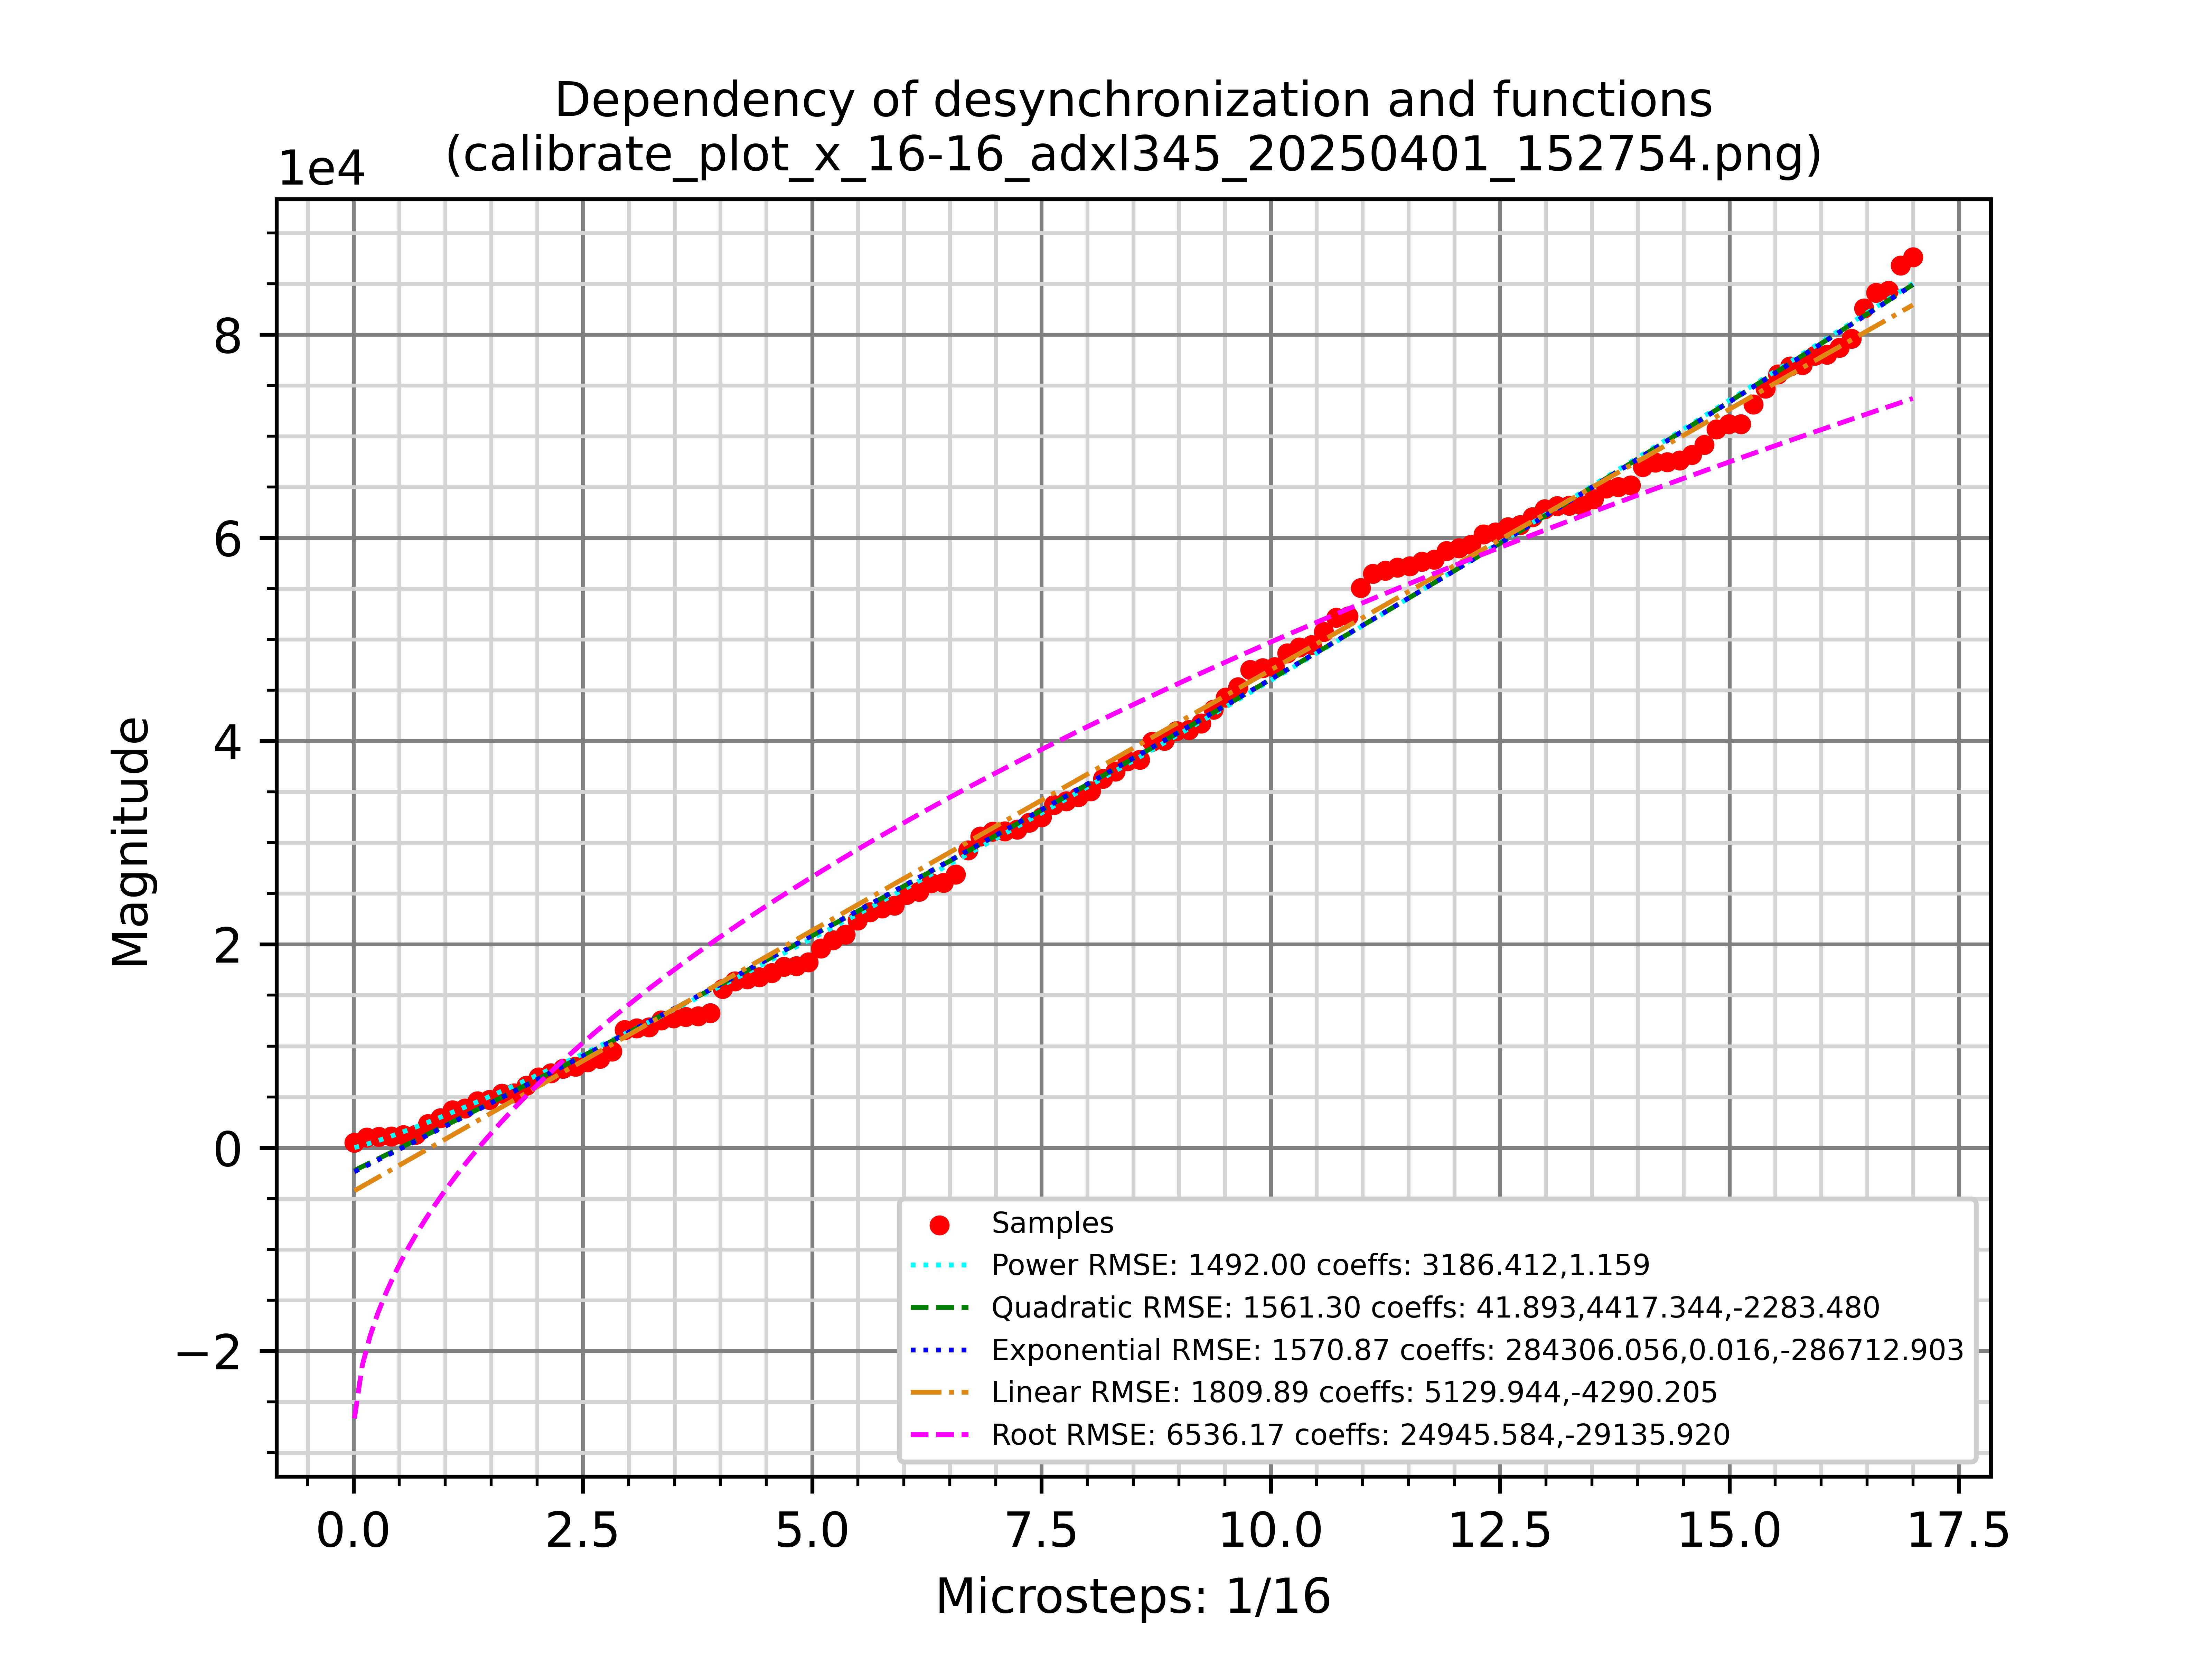 Dependency of desynchronization and functions
(calibrate_plot_x_16-16_adxl345_20250401_152754.png)
1e4
8
6
4
2
0
−2
Magnitude
Samples
Power RMSE: 1492.00 coeffs: 3186.412,1.159
Quadratic RMSE: 1561.30 coeffs: 41.893,4417.344,-2283.480
Exponential RMSE: 1570.87 coeffs: 284306.056,0.016,-286712.903
Linear RMSE: 1809.89 coeffs: 5129.944,-4290.205
Root RMSE: 6536.17 coeffs: 24945.584,-29135.920
0.0 2.5 5.0 7.5 10.0 12.5 15.0 17.5
Microsteps: 1/16